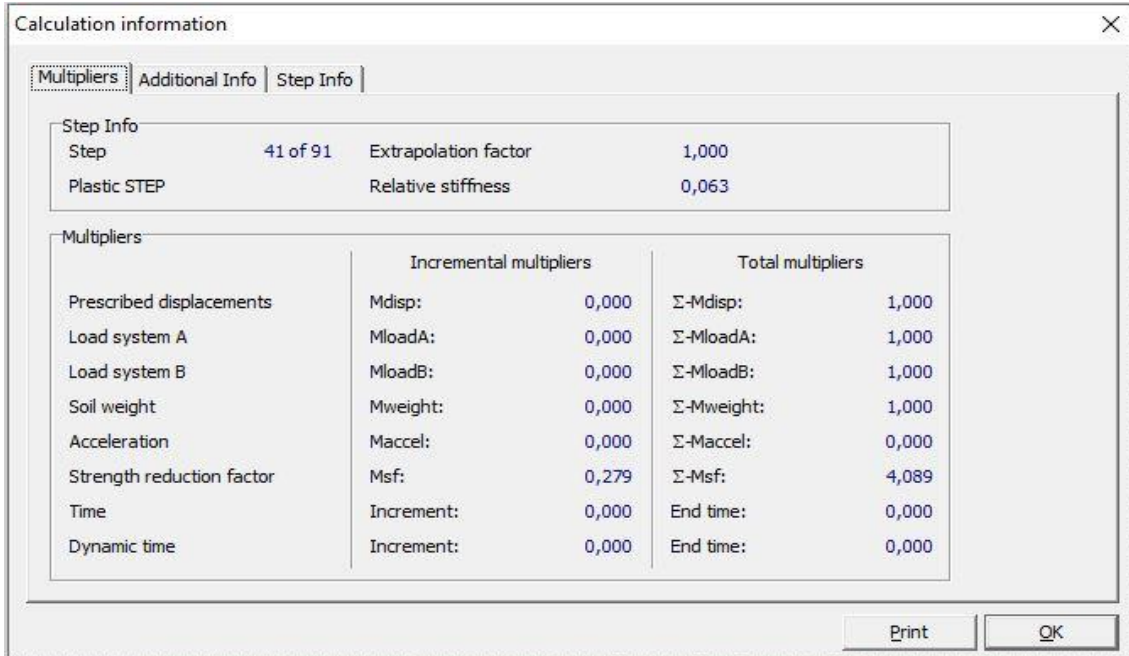 Calculation information
Multipliers Additional Info Step Info
Step Info
Step 41 of 91 Extrapolation factor 1,000
Plastic STEP Relative stiffness 0,063
Multipliers
Incremental multipliers Total multipliers
Prescribed displacements Mdisp: 0,000 Σ-Mdisp: 1,000
Load system A MloadA: 0,000 Σ-MloadA: 1,000
Load system B MloadB: 0,000 Σ-MloadB: 1,000
Soil weight Mweight: 0,000 Σ-Mweight: 1,000
Acceleration Maccel: 0,000 Σ-Maccel: 0,000
Strength reduction factor Msf: 0,279 Σ-Msf: 4,089
Time Increment: 0,000 End time: 0,000
Dynamic time Increment: 0,000 End time: 0,000
Print OK